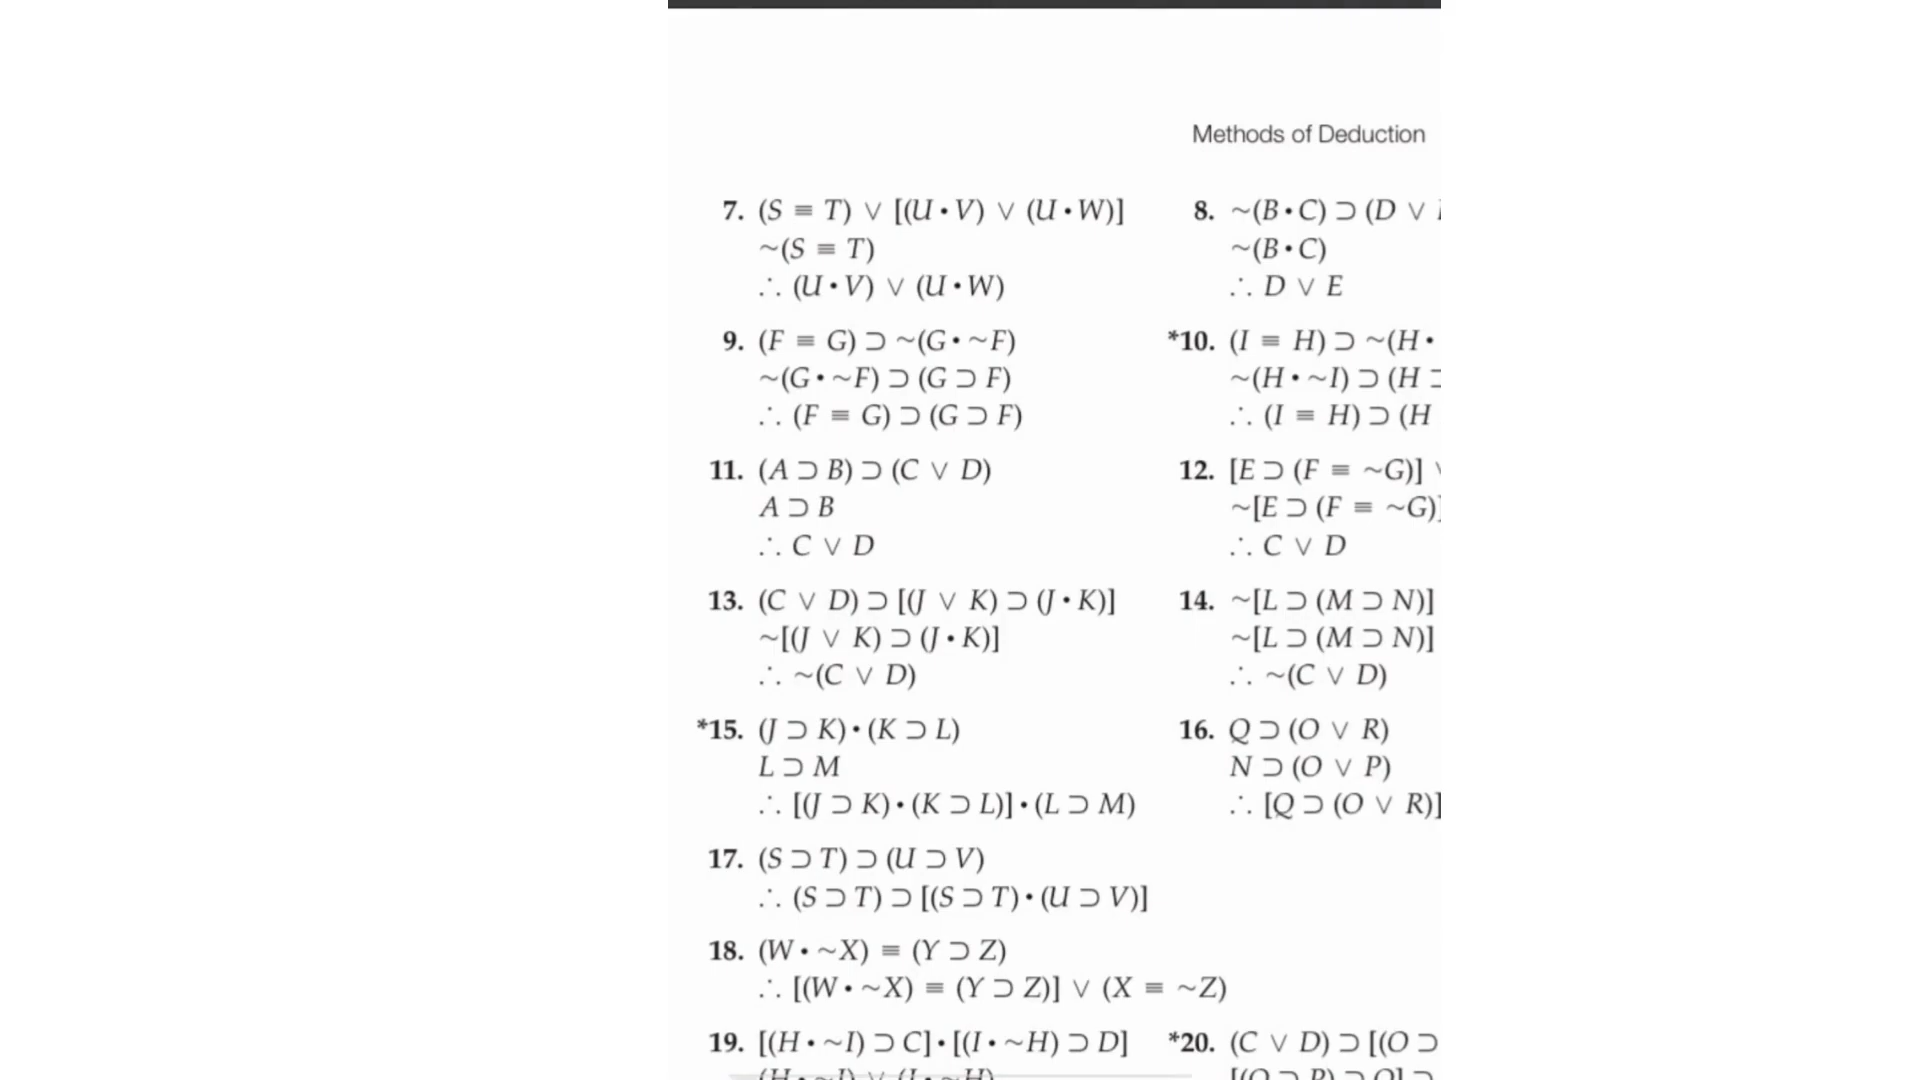 Methods of Deduction
7. (S ≡ T) ∨ [(U • V) ∨ (U • W)]
~(S ≡ T)
∴ (U • V) ∨ (U • W)
8. ~(B • C) ⊃ (D ∨
~(B • C)
∴ D ∨ E
9. (F ≡ G) ⊃ ~(G • ~F)
~(G • ~F) ⊃ (G ⊃ F)
∴ (F ≡ G) ⊃ (G ⊃ F)
*10. (I ≡ H) ⊃ ~(H •
~(H • ~I) ⊃ (H ⊃
∴ (I ≡ H) ⊃ (H
11. (A ⊃ B) ⊃ (C ∨ D)
A ⊃ B
∴ C ∨ D
12. [E ⊃ (F ≡ ~G)]
~[E ⊃ (F ≡ ~G)]
∴ C ∨ D
13. (C ∨ D) ⊃ [(J ∨ K) ⊃ (J • K)]
~[(J ∨ K) ⊃ (J • K)]
∴ ~(C ∨ D)
14. ~[L ⊃ (M ⊃ N)]
~[L ⊃ (M ⊃ N)]
∴ ~(C ∨ D)
*15. (J ⊃ K) • (K ⊃ L)
L ⊃ M
∴ [(J ⊃ K) • (K ⊃ L)] • (L ⊃ M)
16. Q ⊃ (O ∨ R)
N ⊃ (O ∨ P)
∴ [Q ⊃ (O ∨ R)]
17. (S ⊃ T) ⊃ (U ⊃ V)
∴ (S ⊃ T) ⊃ [(S ⊃ T) • (U ⊃ V)]
18. (W • ~X) ≡ (Y ⊃ Z)
∴ [(W • ~X) ≡ (Y ⊃ Z)] ∨ (X ≡ ~Z)
19. [(H • ~I) ⊃ C] • [(I • ~H) ⊃ D]
(H • ~I) ∨ (I • ~H)
*20. (C ∨ D) ⊃ [(O ⊃
[(O ⊃ P) ⊃ Q] ⊃